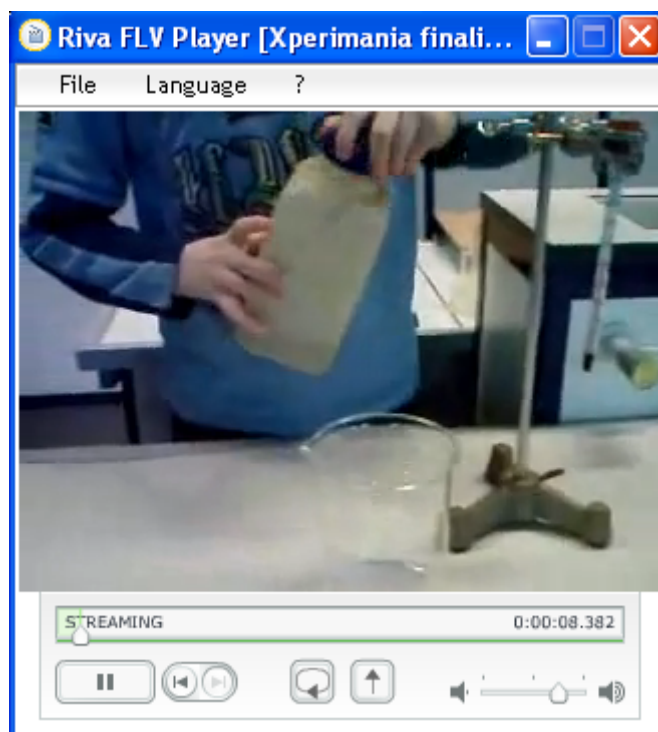 Riva FLV Player [Xperimania finali...
File Language ?
STREAMING 0:00:08.382